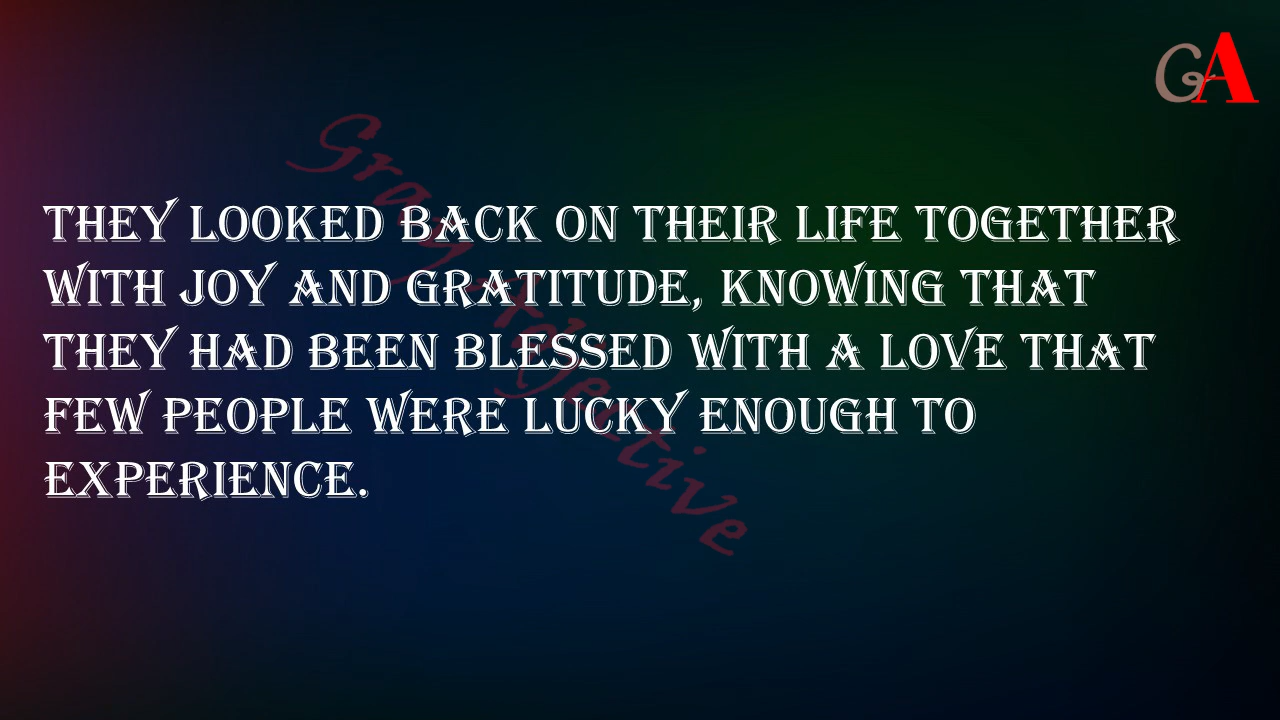 GA
THEY LOOKED BACK ON THEIR LIFE TOGETHER
WITH JOY AND GRATITUDE, KNOWING THAT
THEY HAD BEEN BLESSED WITH A LOVE THAT
FEW PEOPLE WERE LUCKY ENOUGH TO
EXPERIENCE.